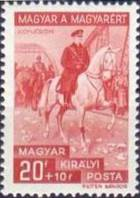 MAGYAR A MAGYARÉRT
MAGYAR KIRÁLYI
20f +10f POSTA